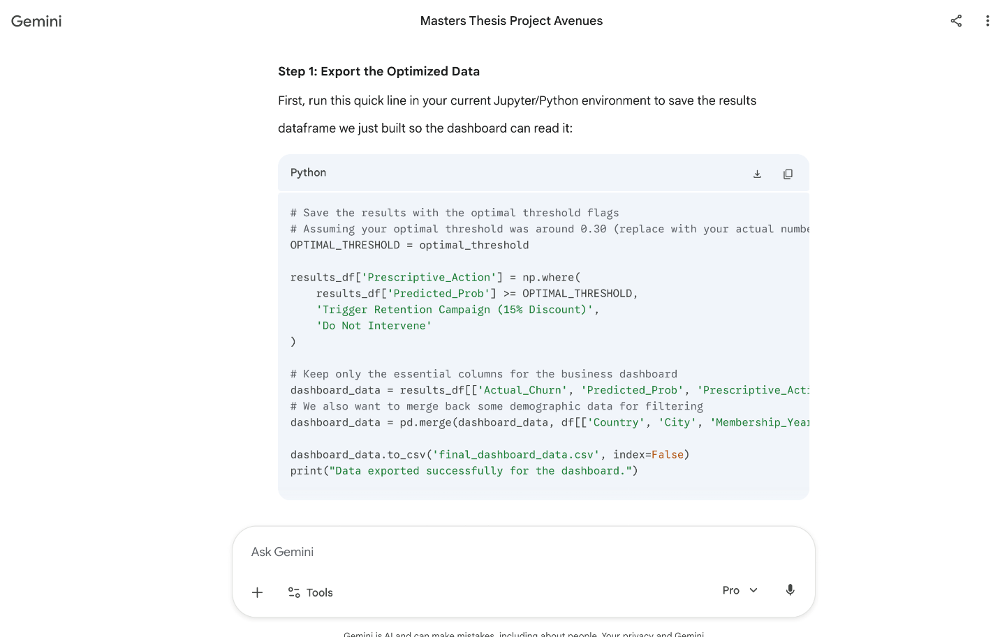 Gemini
Masters Thesis Project Avenues
Step 1: Export the Optimized Data
First, run this quick line in your current Jupyter/Python environment to save the results
dataframe we just built so the dashboard can read it:
Python
# Save the results with the optimal threshold flags
# Assuming your optimal threshold was around 0.30 (replace with your actual numbe
OPTIMAL_THRESHOLD = optimal_threshold
results_df['Prescriptive_Action'] = np.where(
    results_df['Predicted_Prob'] >= OPTIMAL_THRESHOLD,
    'Trigger Retention Campaign (15% Discount)',
    'Do Not Intervene'
)
# Keep only the essential columns for the business dashboard
dashboard_data = results_df[['Actual_Churn', 'Predicted_Prob', 'Prescriptive_Acti
# We also want to merge back some demographic data for filtering
dashboard_data = pd.merge(dashboard_data, df[['Country', 'City', 'Membership_Year
dashboard_data.to_csv('final_dashboard_data.csv', index=False)
print("Data exported successfully for the dashboard.")
Ask Gemini
Tools
Pro
Gemini is AI and can make mistakes, including about people. Your privacy and Gemini